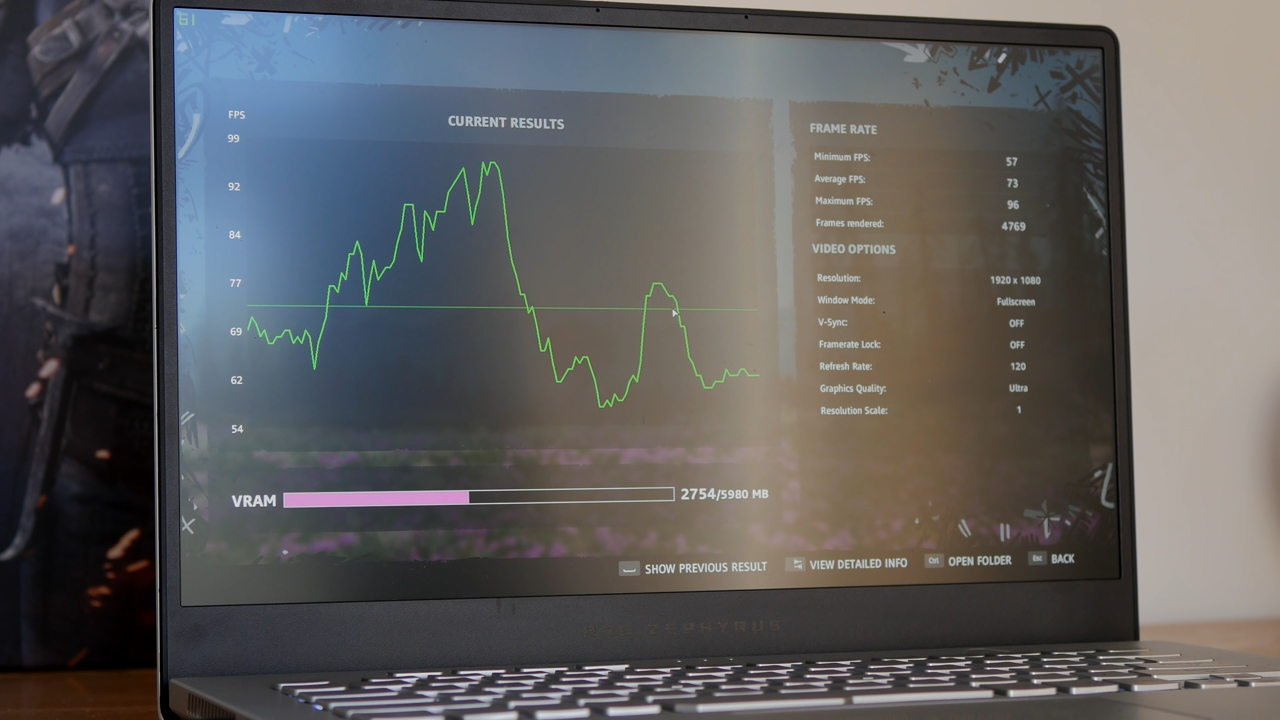 61
FPS
CURRENT RESULTS
99
92
84
77
69
62
54
VRAM 2754/5980 MB
FRAME RATE
Minimum FPS: 57
Average FPS: 73
Maximum FPS: 96
Frames rendered: 4769
VIDEO OPTIONS
Resolution: 1920 x 1080
Window Mode: Fullscreen
V-Sync: OFF
Framerate Lock: OFF
Refresh Rate: 120
Graphics Quality: Ultra
Resolution Scale: 1
SHOW PREVIOUS RESULT VIEW DETAILED INFO Ctrl OPEN FOLDER Esc BACK
ZEPHYRUS